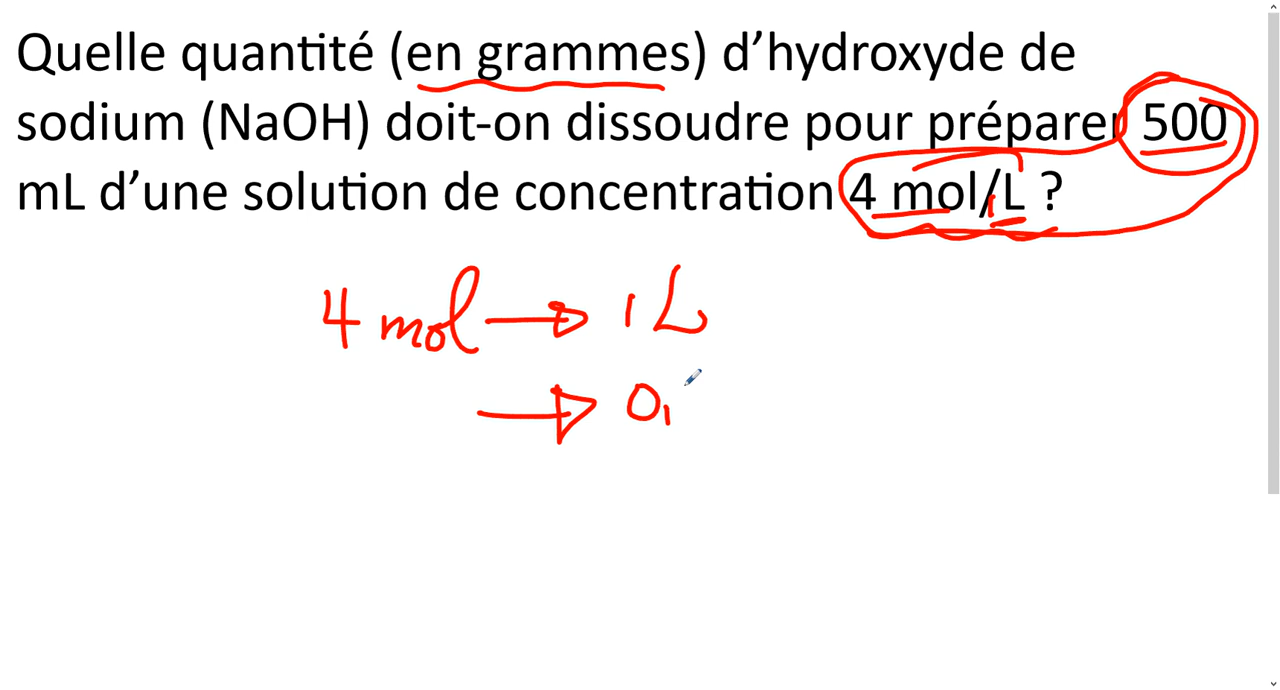 Quelle quantité (en grammes) d’hydroxyde de
sodium (NaOH) doit-on dissoudre pour préparer 500
mL d’une solution de concentration 4 mol/L ?
4 mol → 1 L
→ 0,